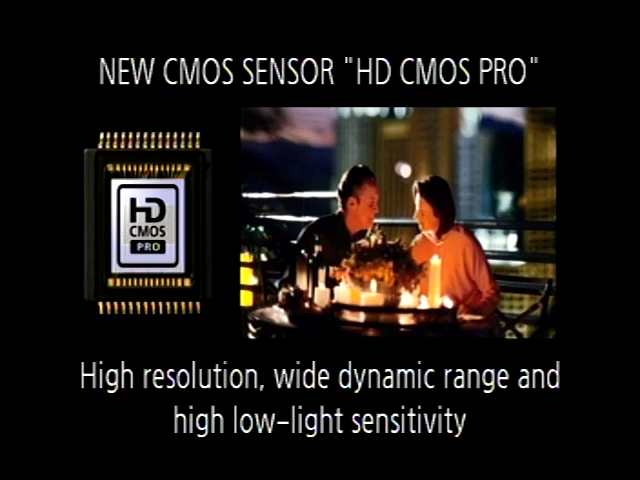 NEW CMOS SENSOR "HD CMOS PRO"
HD
CMOS
PRO
High resolution, wide dynamic range and
high low-light sensitivity